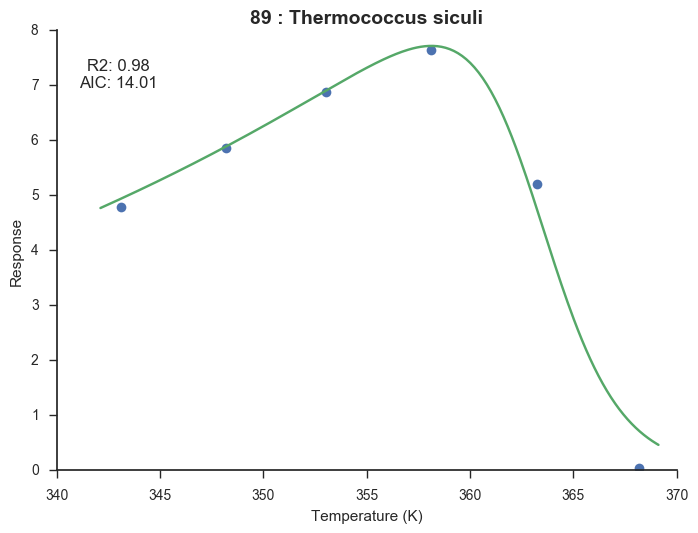 89 : Thermococcus siculi
R2: 0.98
AIC: 14.01
8
7
6
5
4
3
2
1
0
Response
340 345 350 355 360 365 370
Temperature (K)